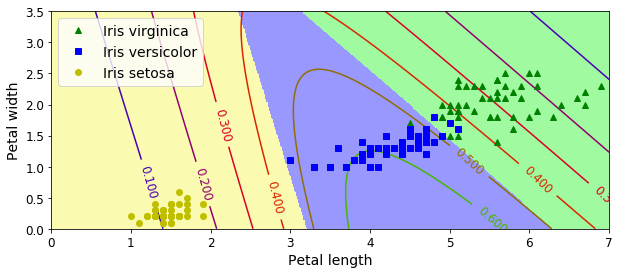 3.5
3.0
2.5
2.0
1.5
1.0
0.5
0.0
Petal width
Iris virginica
Iris versicolor
Iris setosa
0.100
0.200
0.300
0.400
0.500
0.600
0.400
0 1 2 3 4 5 6 7
Petal length